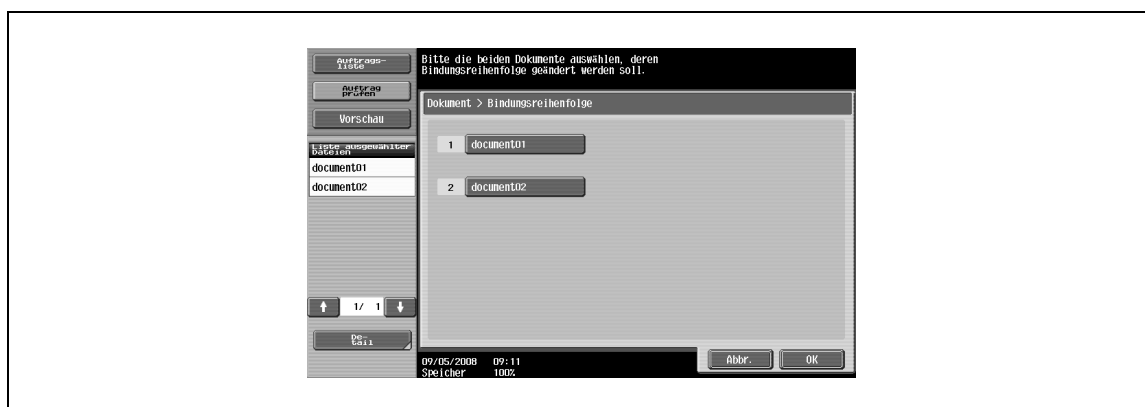 Auftrags-
liste
Auftrag
prüfen
Vorschau
Liste ausgewählter
Dateien
document01
document02
1/ 1
De-
tail
Bitte die beiden Dokumente auswählen, deren
Bindungsreihenfolge geändert werden soll.
Dokument > Bindungsreihenfolge
1 document01
2 document02
09/05/2008 09:11
Speicher 100%
Abbr. OK